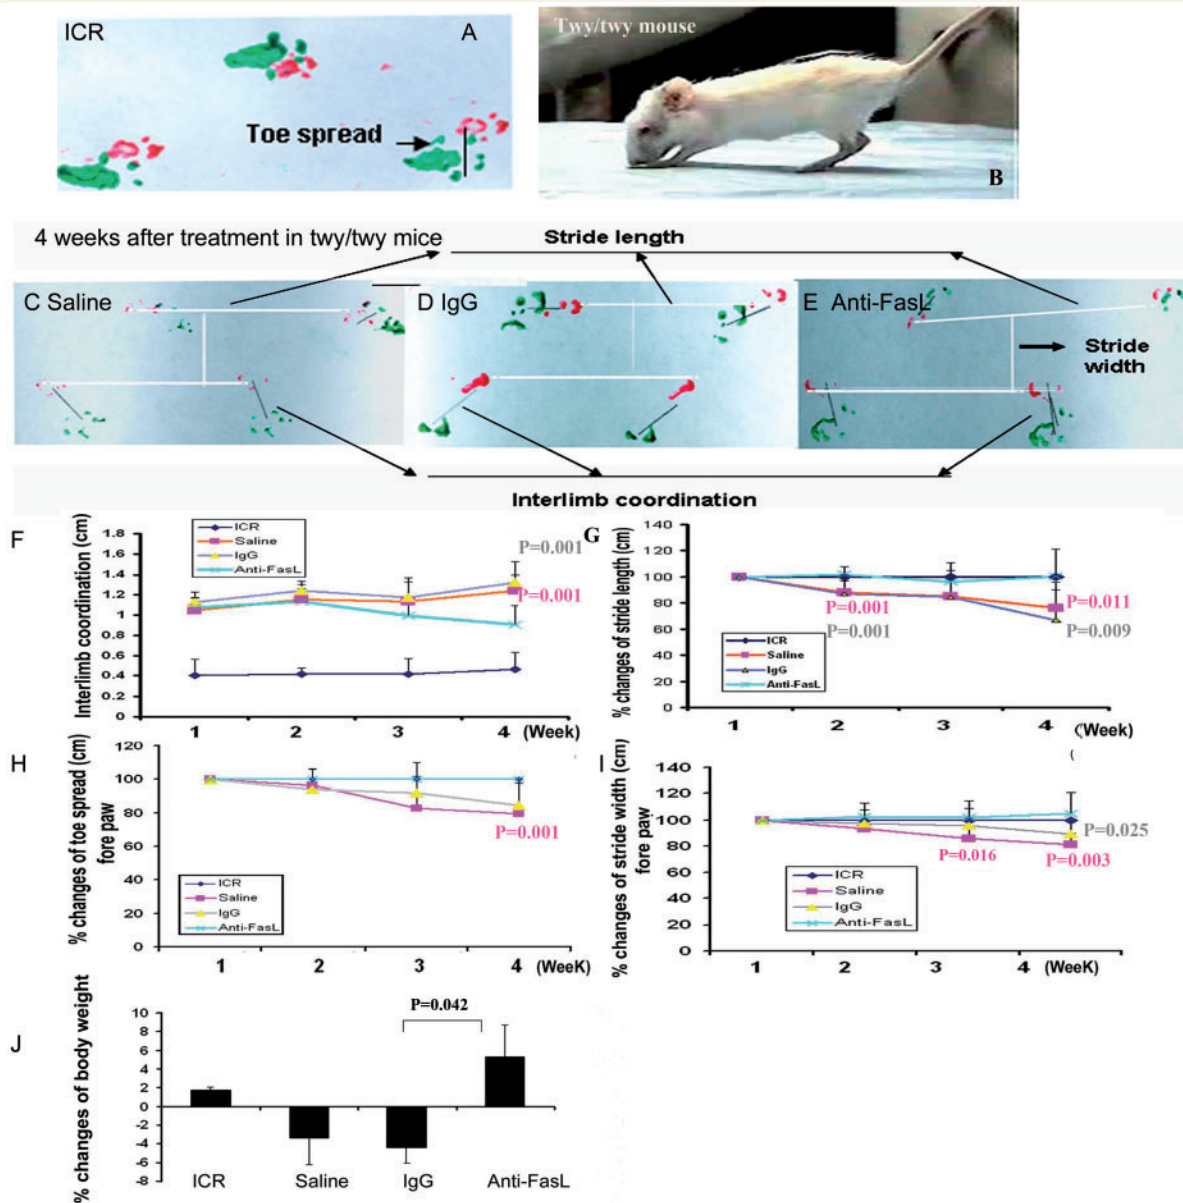 ICR
A
Toe spread
Twy/twy mouse
B
4 weeks after treatment in twy/twy mice
Stride length
C Saline
D IgG
E Anti-FasL
Stride
width
Interlimb coordination
F
Interlimb coordination (cm)
1.8
1.6
1.4
1.2
1
0.8
0.6
0.4
0.2
0
ICR
Saline
IgG
Anti-FasL
P=0.001
P=0.001
1 2 3 4 (Week)
G
% changes of stride length (cm)
140
120
100
80
60
40
20
0
P=0.001
P=0.001
P=0.011
P=0.009
ICR
Saline
IgG
Anti-FasL
1 2 3 4 (Week)
H
% changes of toe spread (cm)
fore paw
120
100
80
60
40
20
0
P=0.001
ICR
Saline
IgG
Anti-FasL
1 2 3 4 (WeeK)
I
% changes of stride width (cm)
fore paw
140
120
100
80
60
40
20
0
P=0.025
P=0.016
P=0.003
ICR
Saline
IgG
Anti-FasL
1 2 3 4 (WeeK)
J
% changes of body weight
10
8
6
4
2
0
-2
-4
-6
-8
P=0.042
ICR Saline IgG Anti-FasL